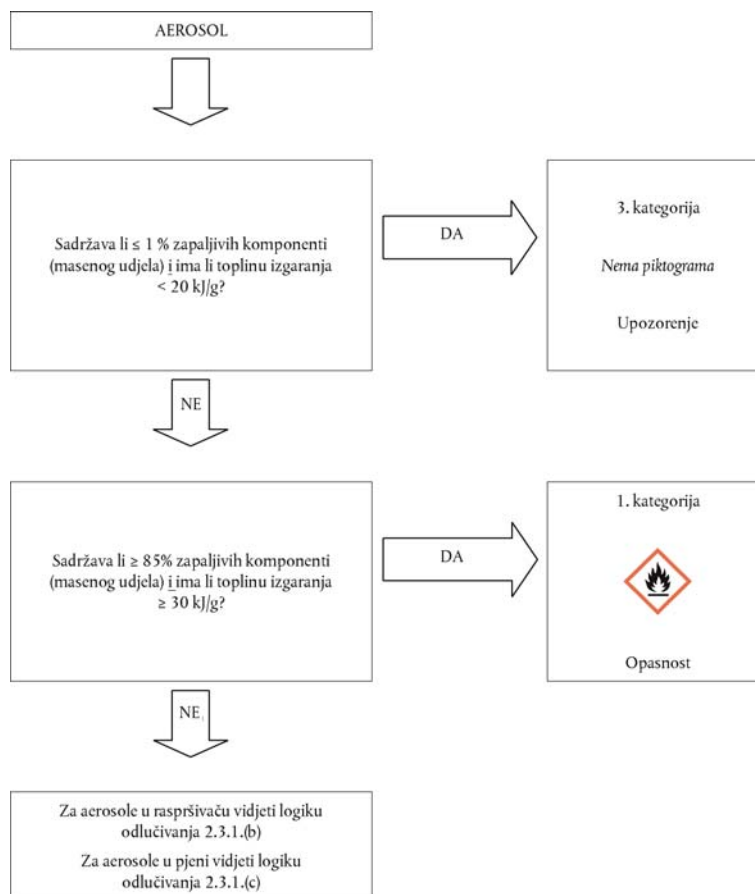 AEROSOL
Sadržava li ≤ 1 % zapaljivih komponenti
(masenog udjela) i ima li toplinu izgaranja
< 20 kJ/g?
DA
3. kategorija
Nema piktograma
Upozorenje
NE
Sadržava li ≥ 85% zapaljivih komponenti
(masenog udjela) i ima li toplinu izgaranja
≥ 30 kJ/g?
DA
1. kategorija
Opasnost
NE
Za aerosole u raspršivaču vidjeti logiku
odlučivanja 2.3.1.(b)
Za aerosole u pjeni vidjeti logiku
odlučivanja 2.3.1.(c)